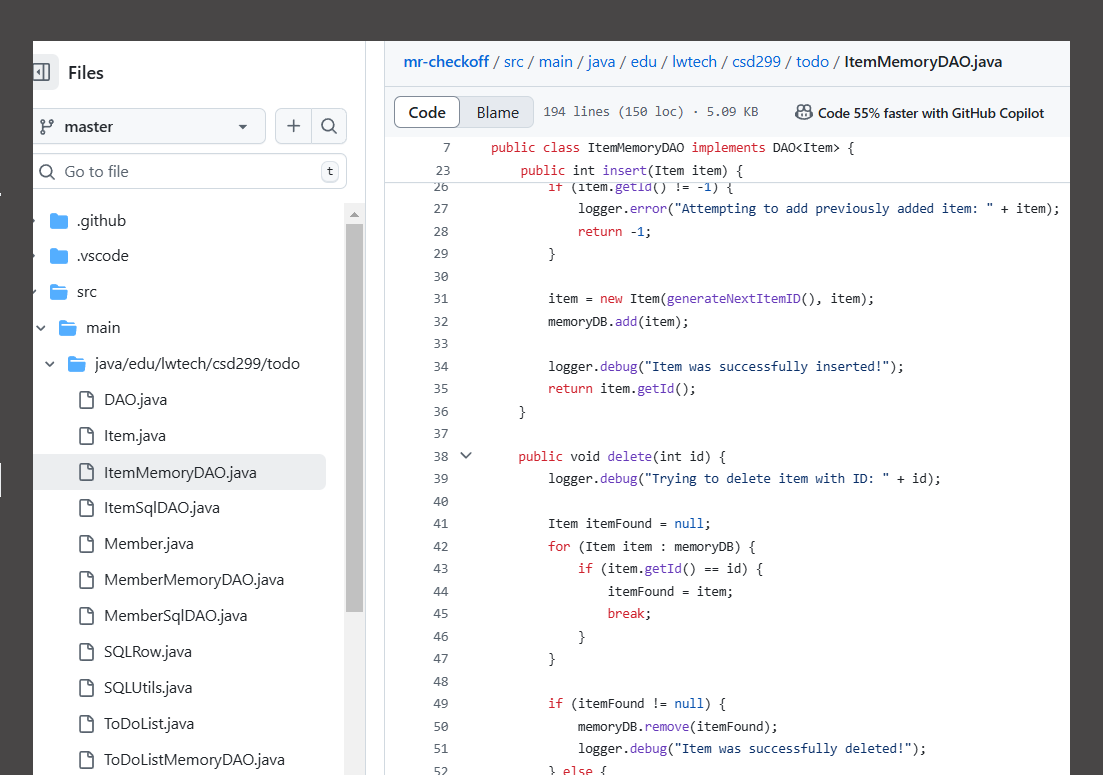 Files
master
Go to file
t
.github
.vscode
src
main
java/edu/lwtech/csd299/todo
DAO.java
Item.java
ItemMemoryDAO.java
ItemSqlDAO.java
Member.java
MemberMemoryDAO.java
MemberSqlDAO.java
SQLRow.java
SQLUtils.java
ToDoList.java
ToDoListMemoryDAO.java
mr-checkoff / src / main / java / edu / lwtech / csd299 / todo / ItemMemoryDAO.java
Code Blame 194 lines (150 loc) · 5.09 KB Code 55% faster with GitHub Copilot
7 public class ItemMemoryDAO implements DAO<Item> {
23 public int insert(Item item) {
26 if (item.getId() != -1) {
27 logger.error("Attempting to add previously added item: " + item);
28 return -1;
29 }
30
31 item = new Item(generateNextItemID(), item);
32 memoryDB.add(item);
33
34 logger.debug("Item was successfully inserted!");
35 return item.getId();
36 }
37
38 public void delete(int id) {
39 logger.debug("Trying to delete item with ID: " + id);
40
41 Item itemFound = null;
42 for (Item item : memoryDB) {
43 if (item.getId() == id) {
44 itemFound = item;
45 break;
46 }
47 }
48
49 if (itemFound != null) {
50 memoryDB.remove(itemFound);
51 logger.debug("Item was successfully deleted!");
52 } else {